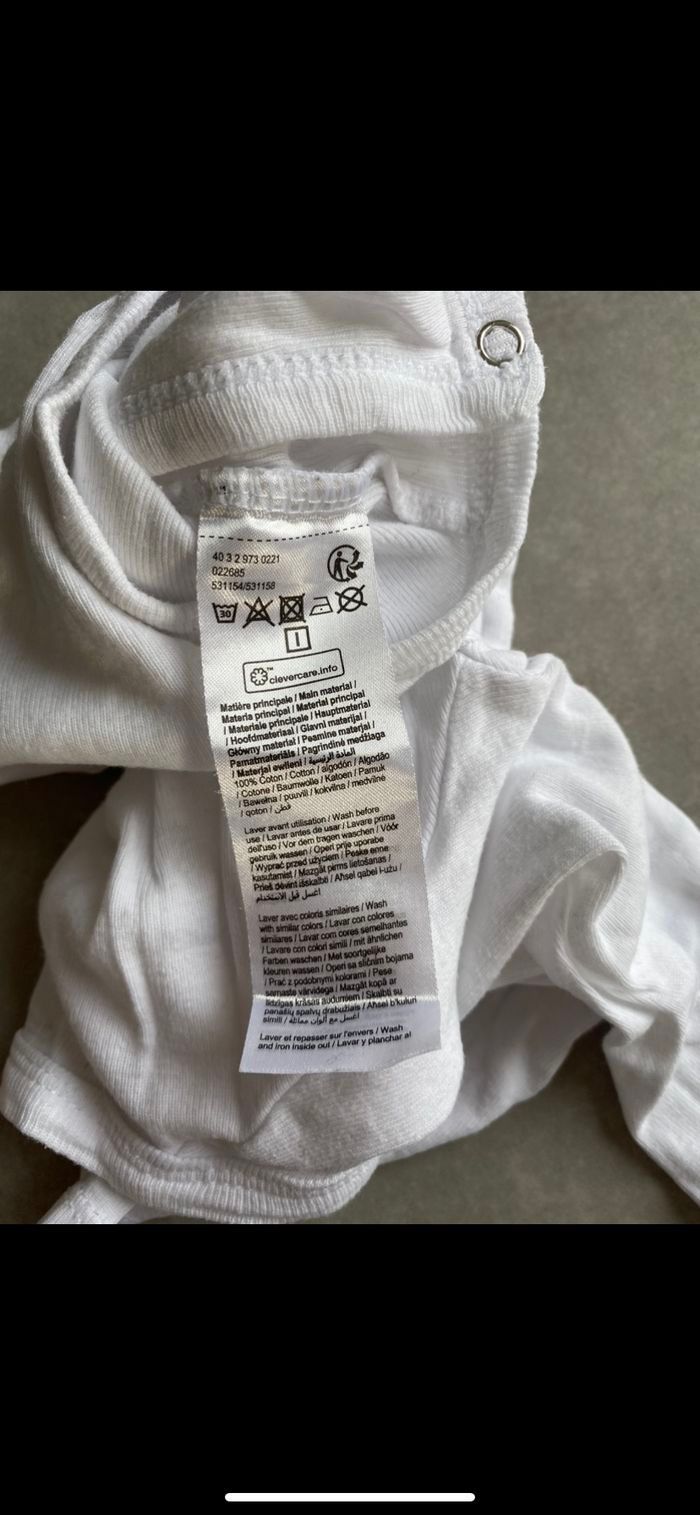 40 3 2 973 0221
022685
531154/531158
30
I
clevercare.info™
Matière principale / Main material /
Materia principal / Material principal
/ Materiale principale / Hauptmaterial
/ Hoofdmateriaal / Glavni materijal /
Główny materiał / Peamine materjal /
Pamatmateriāls / Pagrindinė medžiaga
/ Materjal ewlieni / المادة الرئيسية
100% Coton / Cotton / algodón / Algodão
/ Cotone / Baumwolle / Katoen / Pamuk
/ Bawełna / puuvill / kokvilna / medvilnė
/ qoton / قطن
Laver avant utilisation / Wash before
use / Lavar antes de usar / Lavare prima
dell'uso / Vor dem tragen waschen / Vóór
gebruik wassen / Operi prije uporabe
/ Wyprać przed użyciem / Peske enne
kasutamist / Mazgāt pirms lietošanas /
Prieš dėvint išskalbti / Aħsel qabel l-użu /
اغسل قبل الاستخدام
Laver avec coloris similaires / Wash
with similar colors / Lavar con colores
similares / Lavar com cores semelhantes
/ Lavare con colori simili / mit ähnlichen
Farben waschen / Met soortgelijke
kleuren wassen / Operi sa sličnim bojama
/ Prać z podobnymi kolorami / Pese
samaste värvidega / Mazgāt kopā ar
līdzīgas krāsas audumiem / Skalbti su
panašių spalvų drabužiais / Aħsel b'kuluri
simili / اغسل مع ألوان مماثلة
Laver et repasser sur l'envers / Wash
and iron inside out / Lavar y planchar al